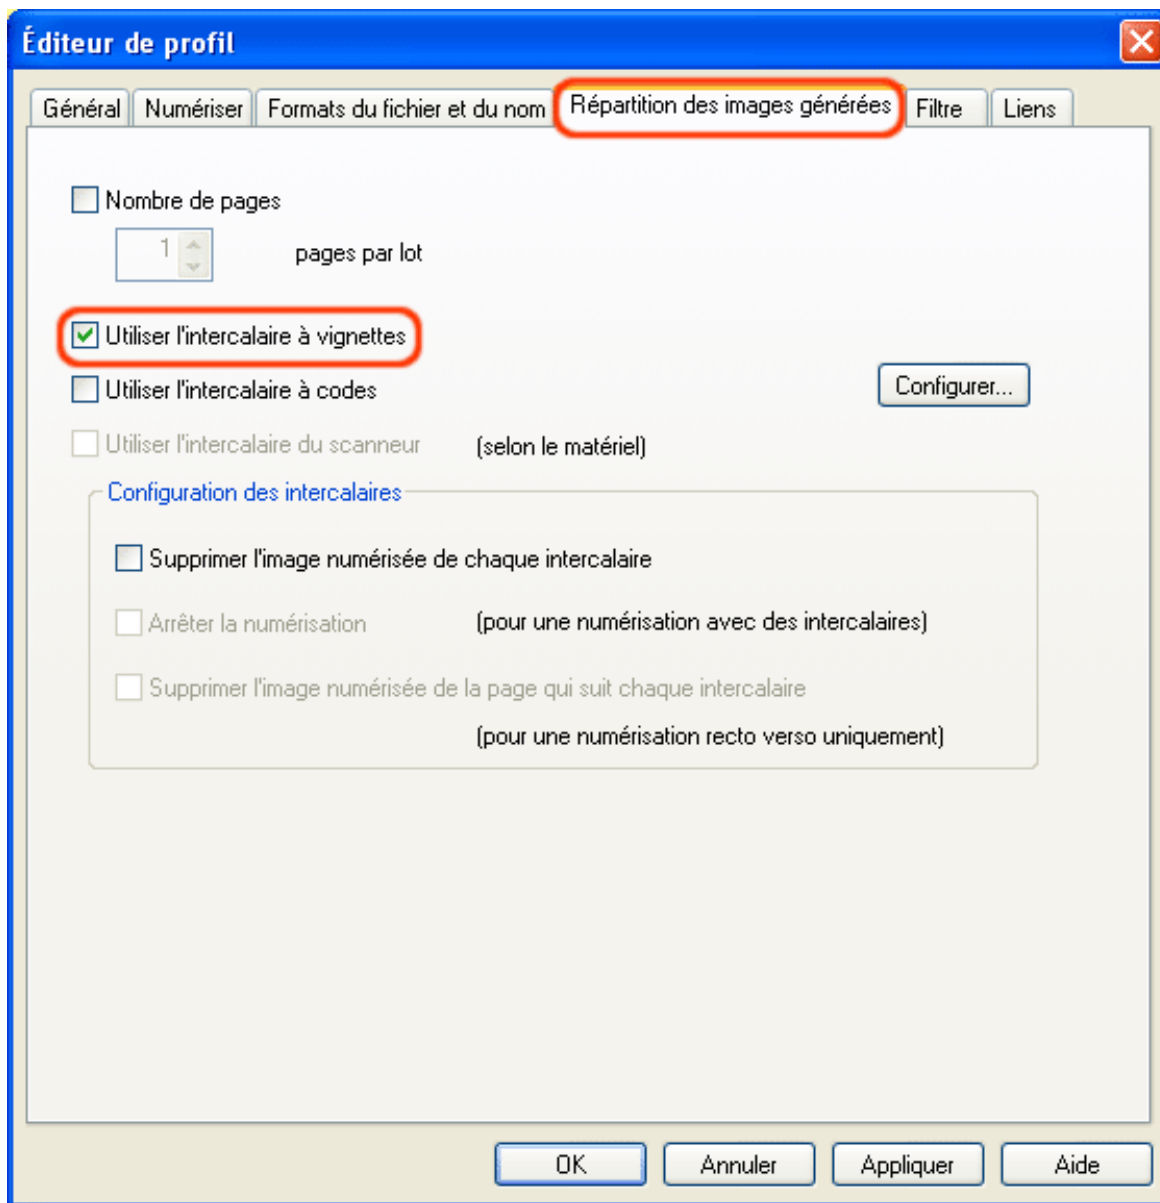 Éditeur de profil
Général Numériser Formats du fichier et du nom Répartition des images générées Filtre Liens
Nombre de pages
1 pages par lot
Utiliser l'intercalaire à vignettes
Utiliser l'intercalaire à codes Configurer...
Utiliser l'intercalaire du scanneur (selon le matériel)
Configuration des intercalaires
Supprimer l'image numérisée de chaque intercalaire
Arrêter la numérisation (pour une numérisation avec des intercalaires)
Supprimer l'image numérisée de la page qui suit chaque intercalaire
(pour une numérisation recto verso uniquement)
OK Annuler Appliquer Aide